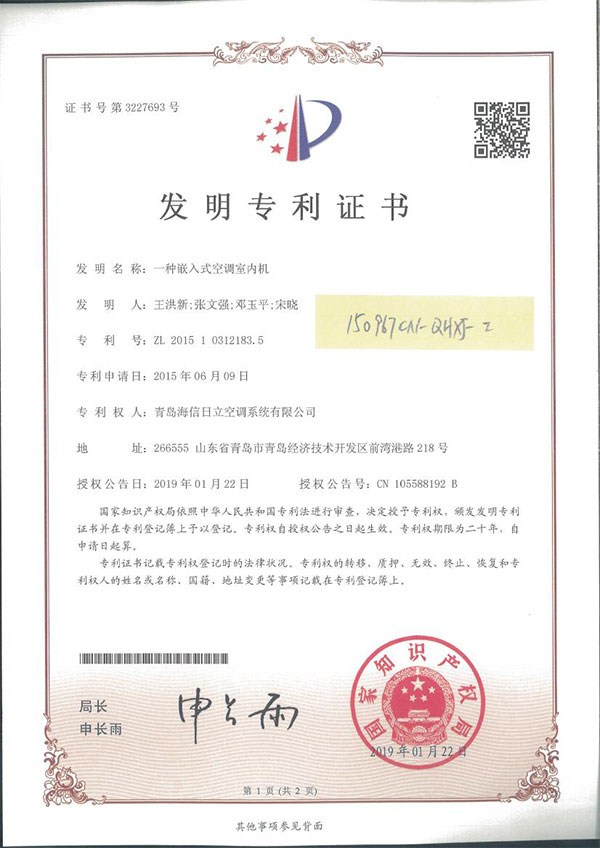 证书号第3227693号
发明专利证书
发明名称：一种嵌入式空调室内机
发明人：王洪新;张文强;邓玉平;宋晓
150967CN1-QHXJ-I
专利号：ZL 2015 1 0312183.5
专利申请日：2015年06月09日
专利权人：青岛海信日立空调系统有限公司
地址：266555 山东省青岛市青岛经济技术开发区前湾港路218号
授权公告日：2019年01月22日 授权公告号：CN 105588192 B
国家知识产权局依照中华人民共和国专利法进行审查，决定授予专利权，颁发发明专利
证书并在专利登记簿上予以登记。专利权自授权公告之日起生效。专利权期限为二十年，自
申请日起算。
专利证书记载专利权登记时的法律状况。专利权的转移、质押、无效、终止、恢复和专
利权人的姓名或名称、国籍、地址变更等事项记载在专利登记簿上。
局长
申长雨
申长雨
国家知识产权局
2019年01月22日
第1页(共2页)
其他事项参见背面